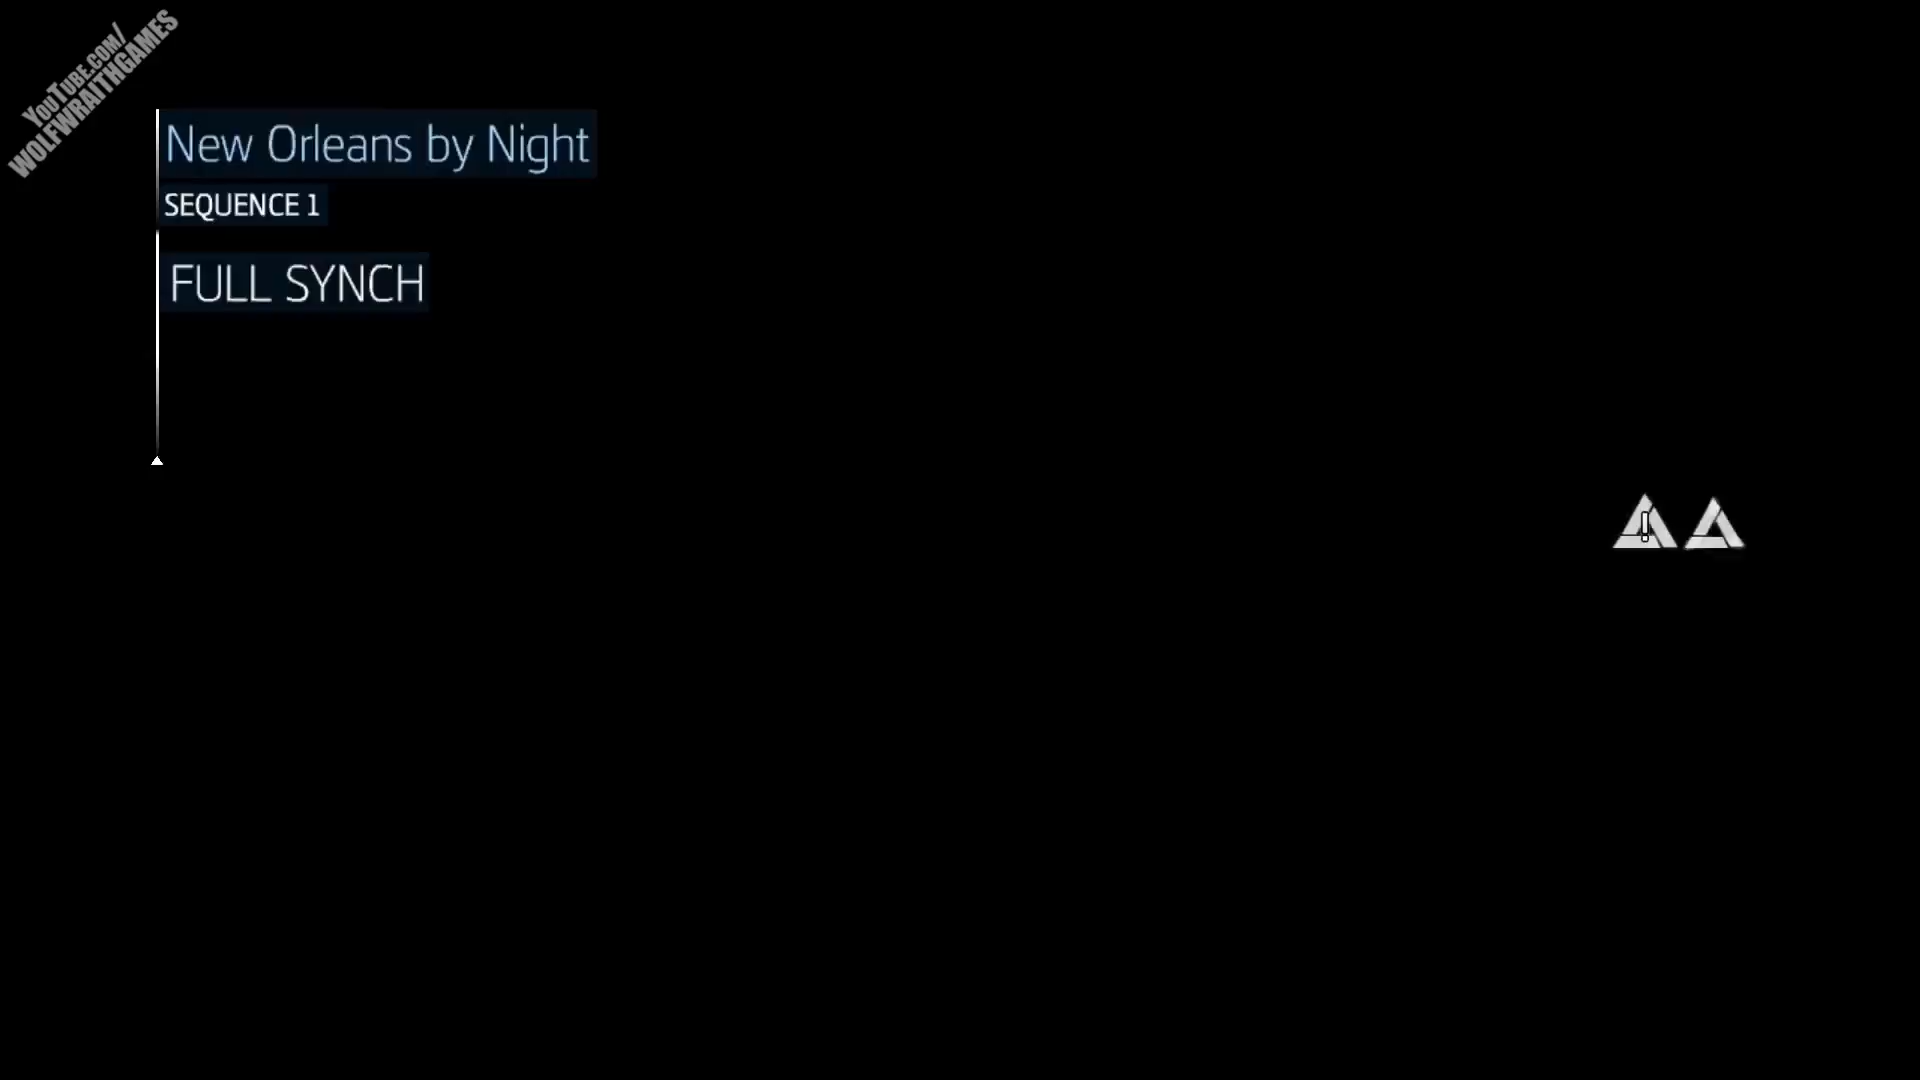 YouTube.com/
WOLFWRAITHGAMES
New Orleans by Night
SEQUENCE 1
FULL SYNCH
!